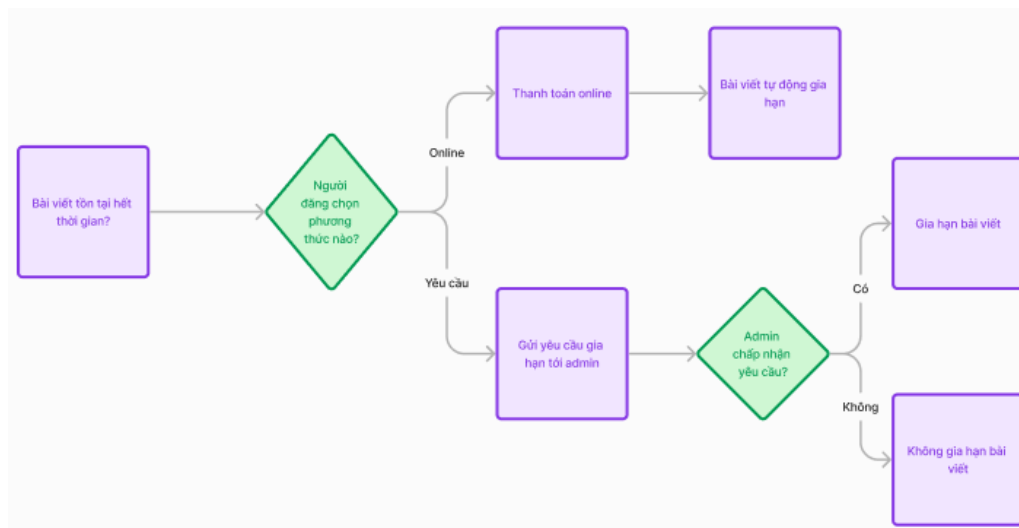 Bài viết tồn tại hết
thời gian?
Người
đăng chọn
phương
thức nào?
Online
Thanh toán online
Bài viết tự động gia
hạn
Yêu cầu
Gửi yêu cầu gia
hạn tới admin
Admin
chấp nhận
yêu cầu?
Có
Gia hạn bài viết
Không
Không gia hạn bài
viết